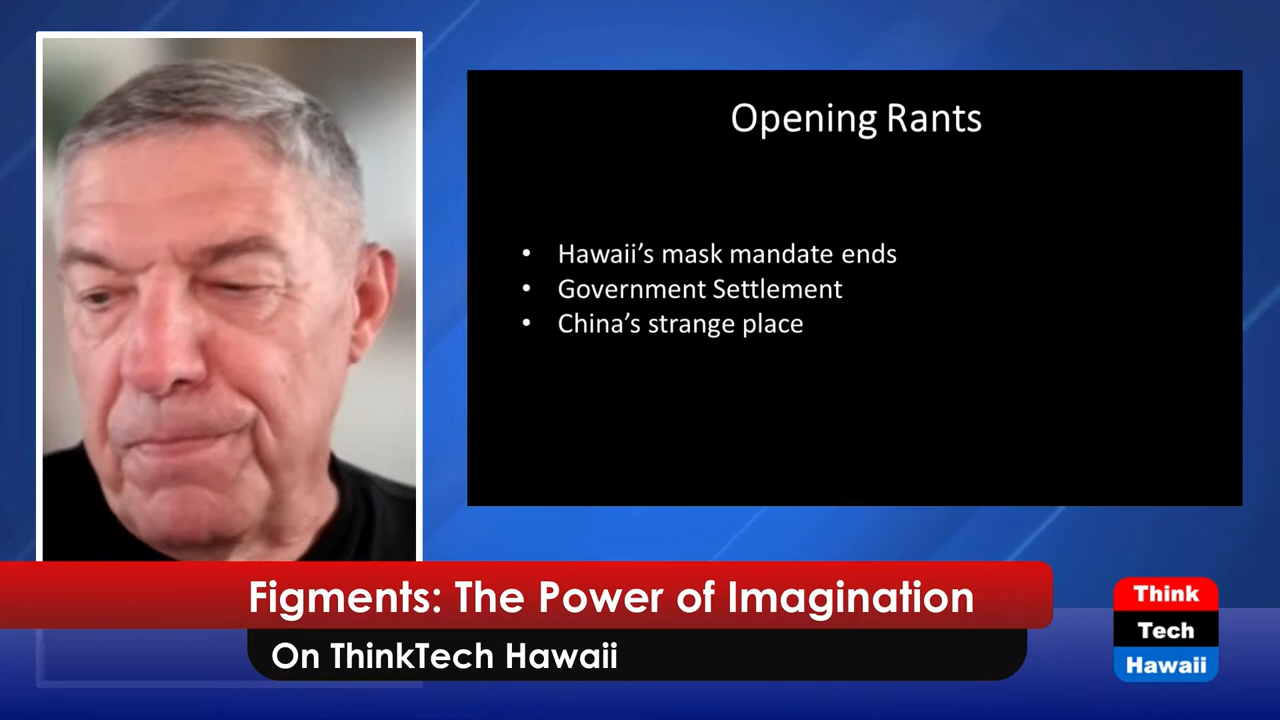 Opening Rants
• Hawaii’s mask mandate ends
• Government Settlement
• China’s strange place
Figments: The Power of Imagination
On ThinkTech Hawaii
Think
Tech
Hawaii